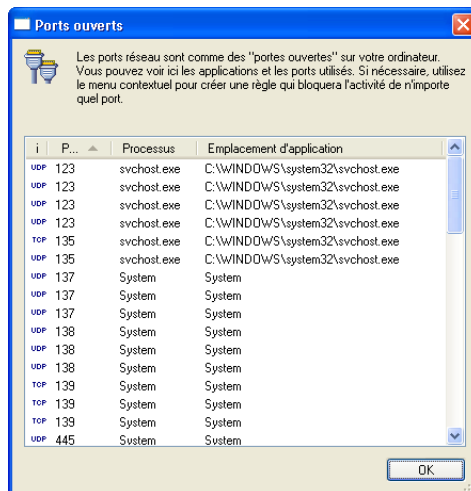 Ports ouverts
Les ports réseau sont comme des "portes ouvertes" sur votre ordinateur.
Vous pouvez voir ici les applications et les ports utilisés. Si nécessaire, utilisez
le menu contextuel pour créer une règle qui bloquera l'activité de n'importe
quel port.
i P... Processus Emplacement d'application
UDP 123 svchost.exe C:\WINDOWS\system32\svchost.exe
UDP 123 svchost.exe C:\WINDOWS\system32\svchost.exe
UDP 123 svchost.exe C:\WINDOWS\system32\svchost.exe
UDP 123 svchost.exe C:\WINDOWS\system32\svchost.exe
TCP 135 svchost.exe C:\WINDOWS\system32\svchost.exe
UDP 135 svchost.exe C:\WINDOWS\system32\svchost.exe
UDP 137 System System
UDP 137 System System
UDP 137 System System
UDP 138 System System
UDP 138 System System
UDP 138 System System
TCP 139 System System
TCP 139 System System
TCP 139 System System
UDP 445 System System
OK